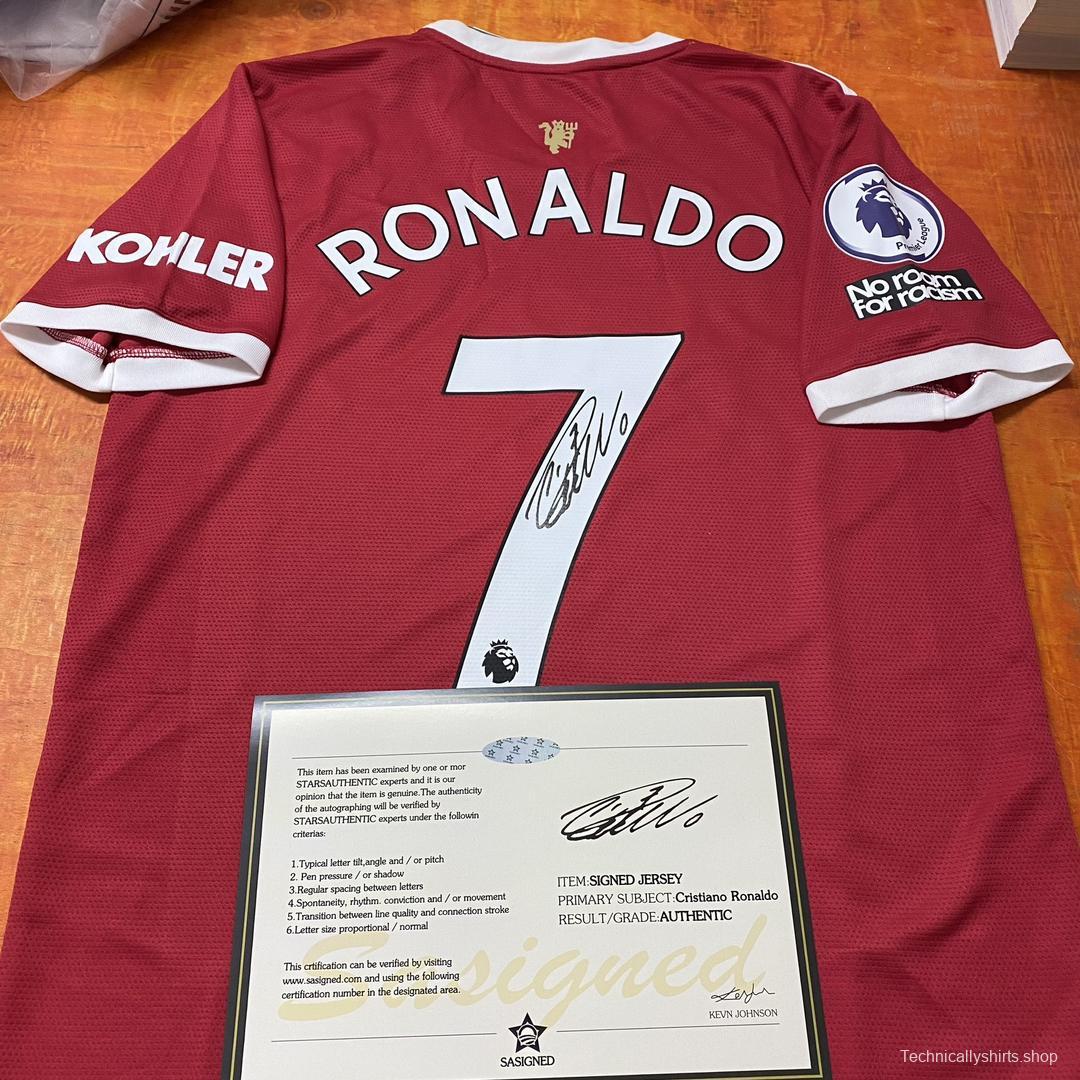 RONALDO
KOHLER
Premier League
No room
for racism
7
This item has been examined by one or mor
STARSAUTHENTIC experts and it is our
opinion that the item is genuine.The authenticity
of the autographing will be verified by
STARSAUTHENTIC experts under the followin
criterias:
1.Typical letter tilt,angle and / or pitch
2. Pen pressure / or shadow
3.Regular spacing between letters
4.Spontaneity, rhythm. conviction and / or movement
5.Transition between line quality and connection stroke
6.Letter size proportional / normal
ITEM:SIGNED JERSEY
PRIMARY SUBJECT:Cristiano Ronaldo
RESULT/GRADE:AUTHENTIC
Sasigned
This crtification can be verified by visiting
www.sasigned.com and using the following
certification number in the designated area.
KEVN JOHNSON
SASIGNED
Technicallyshirts.shop